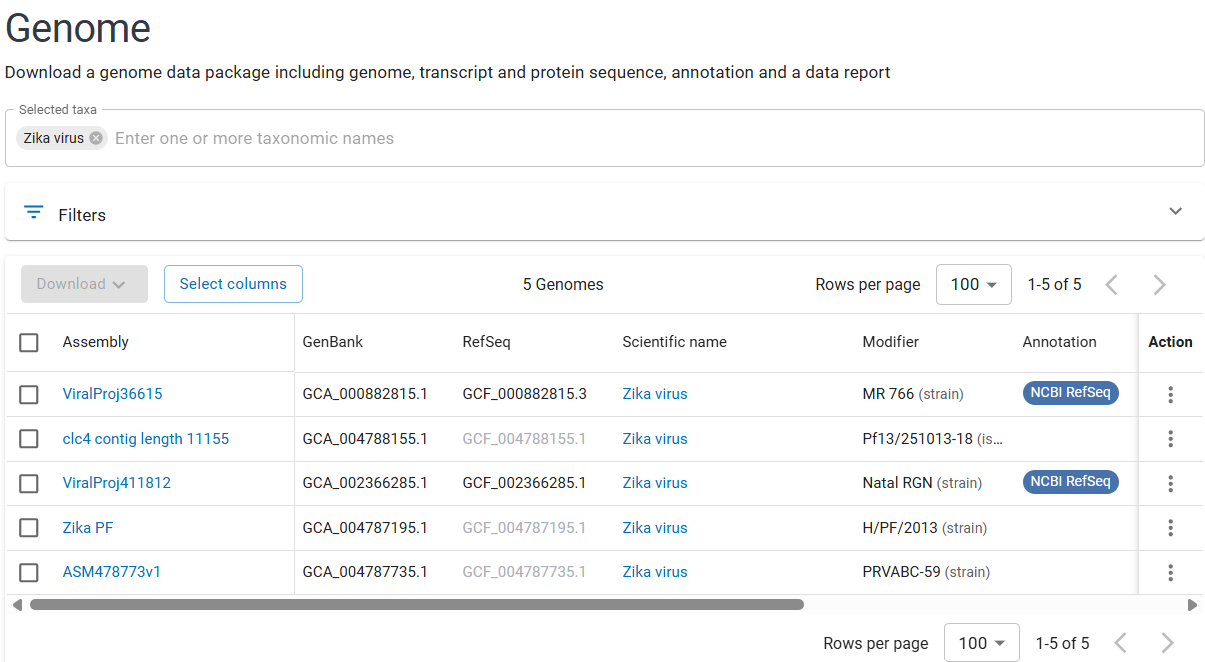 Genome
Download a genome data package including genome, transcript and protein sequence, annotation and a data report
Selected taxa
Zika virus Enter one or more taxonomic names
Filters
Download Select columns 5 Genomes Rows per page 100 1-5 of 5
Assembly GenBank RefSeq Scientific name Modifier Annotation Action
ViralProj36615 GCA_000882815.1 GCF_000882815.3 Zika virus MR 766 (strain) NCBI RefSeq
clc4 contig length 11155 GCA_004788155.1 GCF_004788155.1 Zika virus Pf13/251013-18 (is...
ViralProj411812 GCA_002366285.1 GCF_002366285.1 Zika virus Natal RGN (strain) NCBI RefSeq
Zika PF GCA_004787195.1 GCF_004787195.1 Zika virus H/PF/2013 (strain)
ASM478773v1 GCA_004787735.1 GCF_004787735.1 Zika virus PRVABC-59 (strain)
Rows per page 100 1-5 of 5